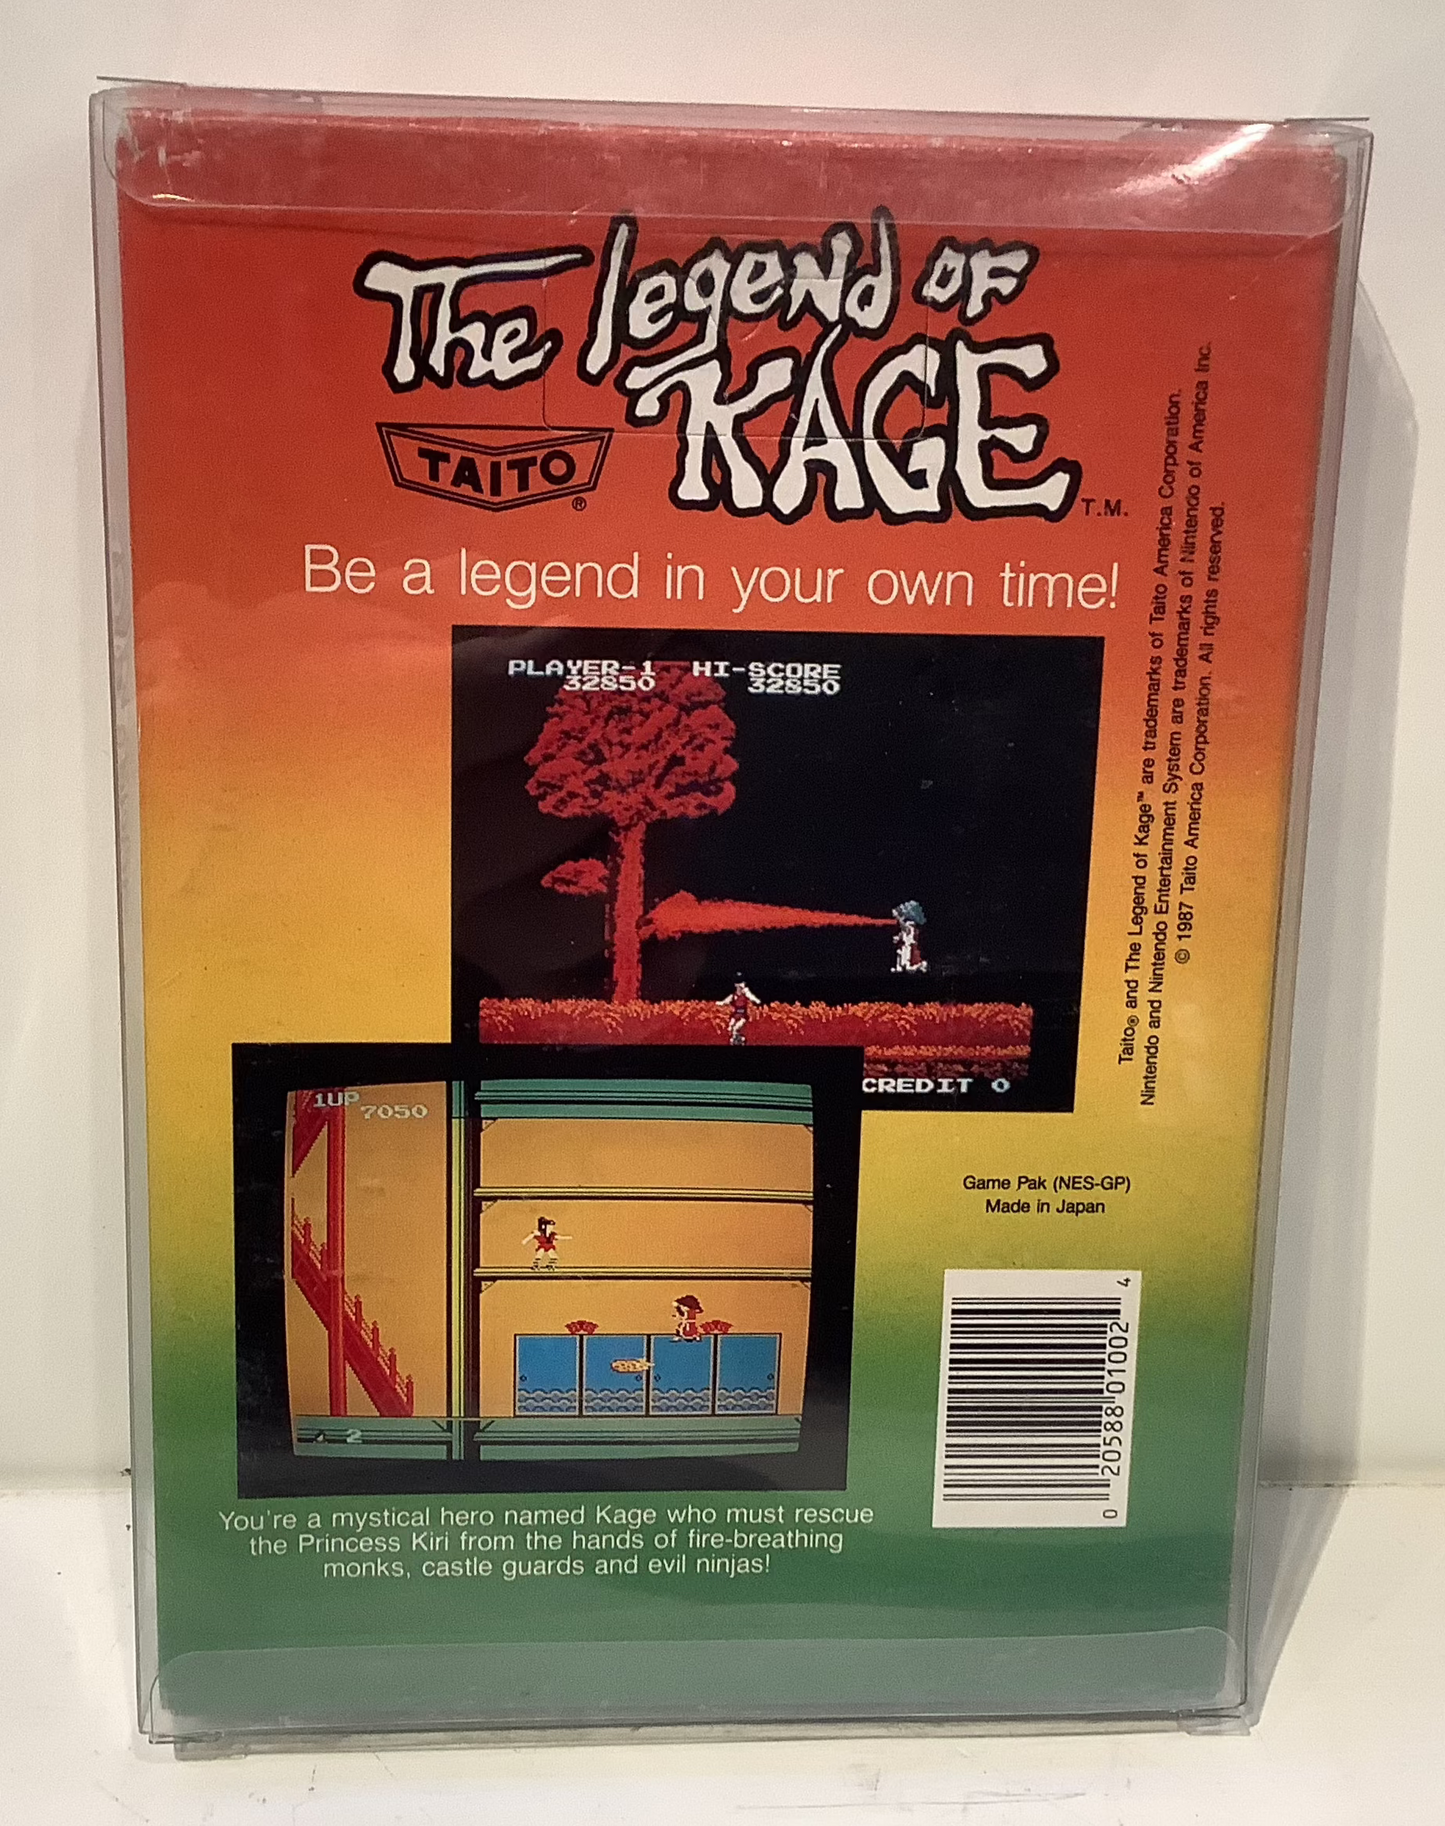 The legend OF
KAGE T.M.
TAITO ®
Be a legend in your own time!
PLAYER-1 HI-SCORE
32850 32850
CREDIT 0
1UP
7050
2
You're a mystical hero named Kage who must rescue
the Princess Kiri from the hands of fire-breathing
monks, castle guards and evil ninjas!
Taito® and The Legend of Kage™ are trademarks of Taito America Corporation.
Nintendo and Nintendo Entertainment System are trademarks of Nintendo of America Inc.
© 1987 Taito America Corporation. All rights reserved.
Game Pak (NES-GP)
Made in Japan
0 20588 01002 4